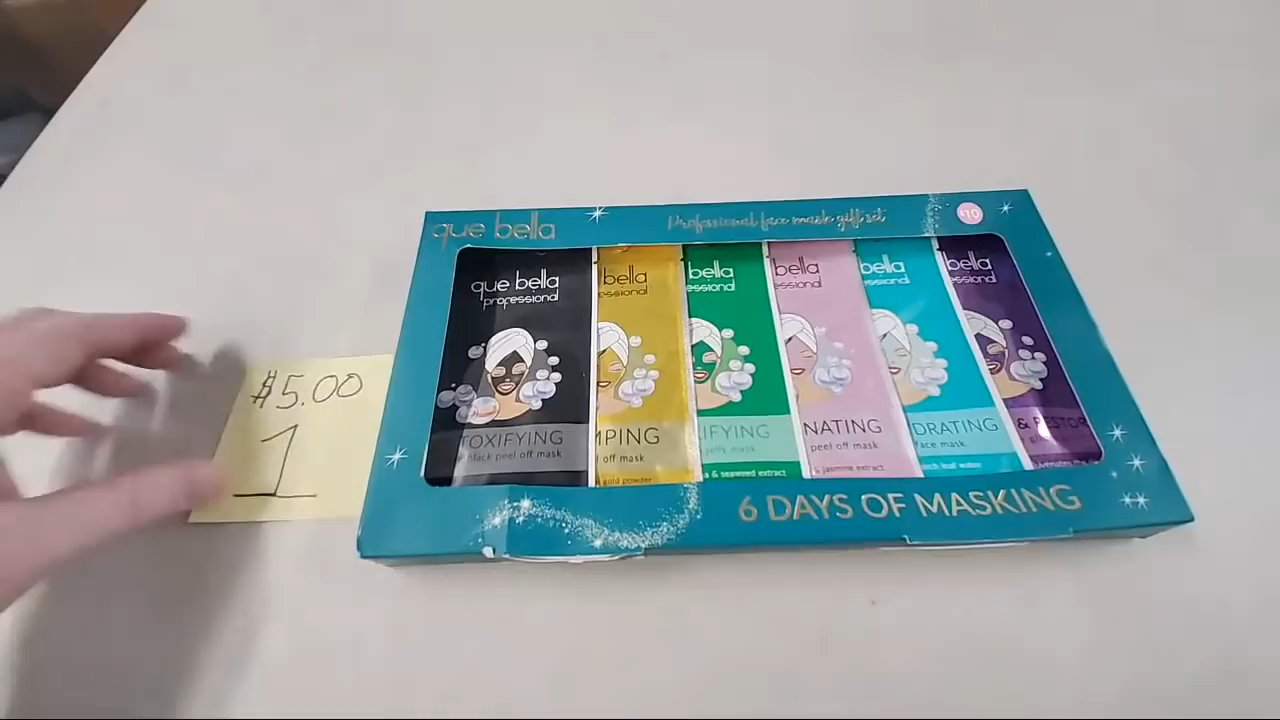 que bella
Professional face mask gift set
$10
que bella
professional
TOXIFYING
black peel off mask
bella
essional
MPING
l off mask
gold powder
bella
essional
IFYING
jelly mask
a & seaweed extract
bella
essional
NATING
peel off mask
& jasmine extract
bella
essional
DRATING
face mask
bella
essional
& RESTOR
6 DAYS OF MASKING
$5.00
1